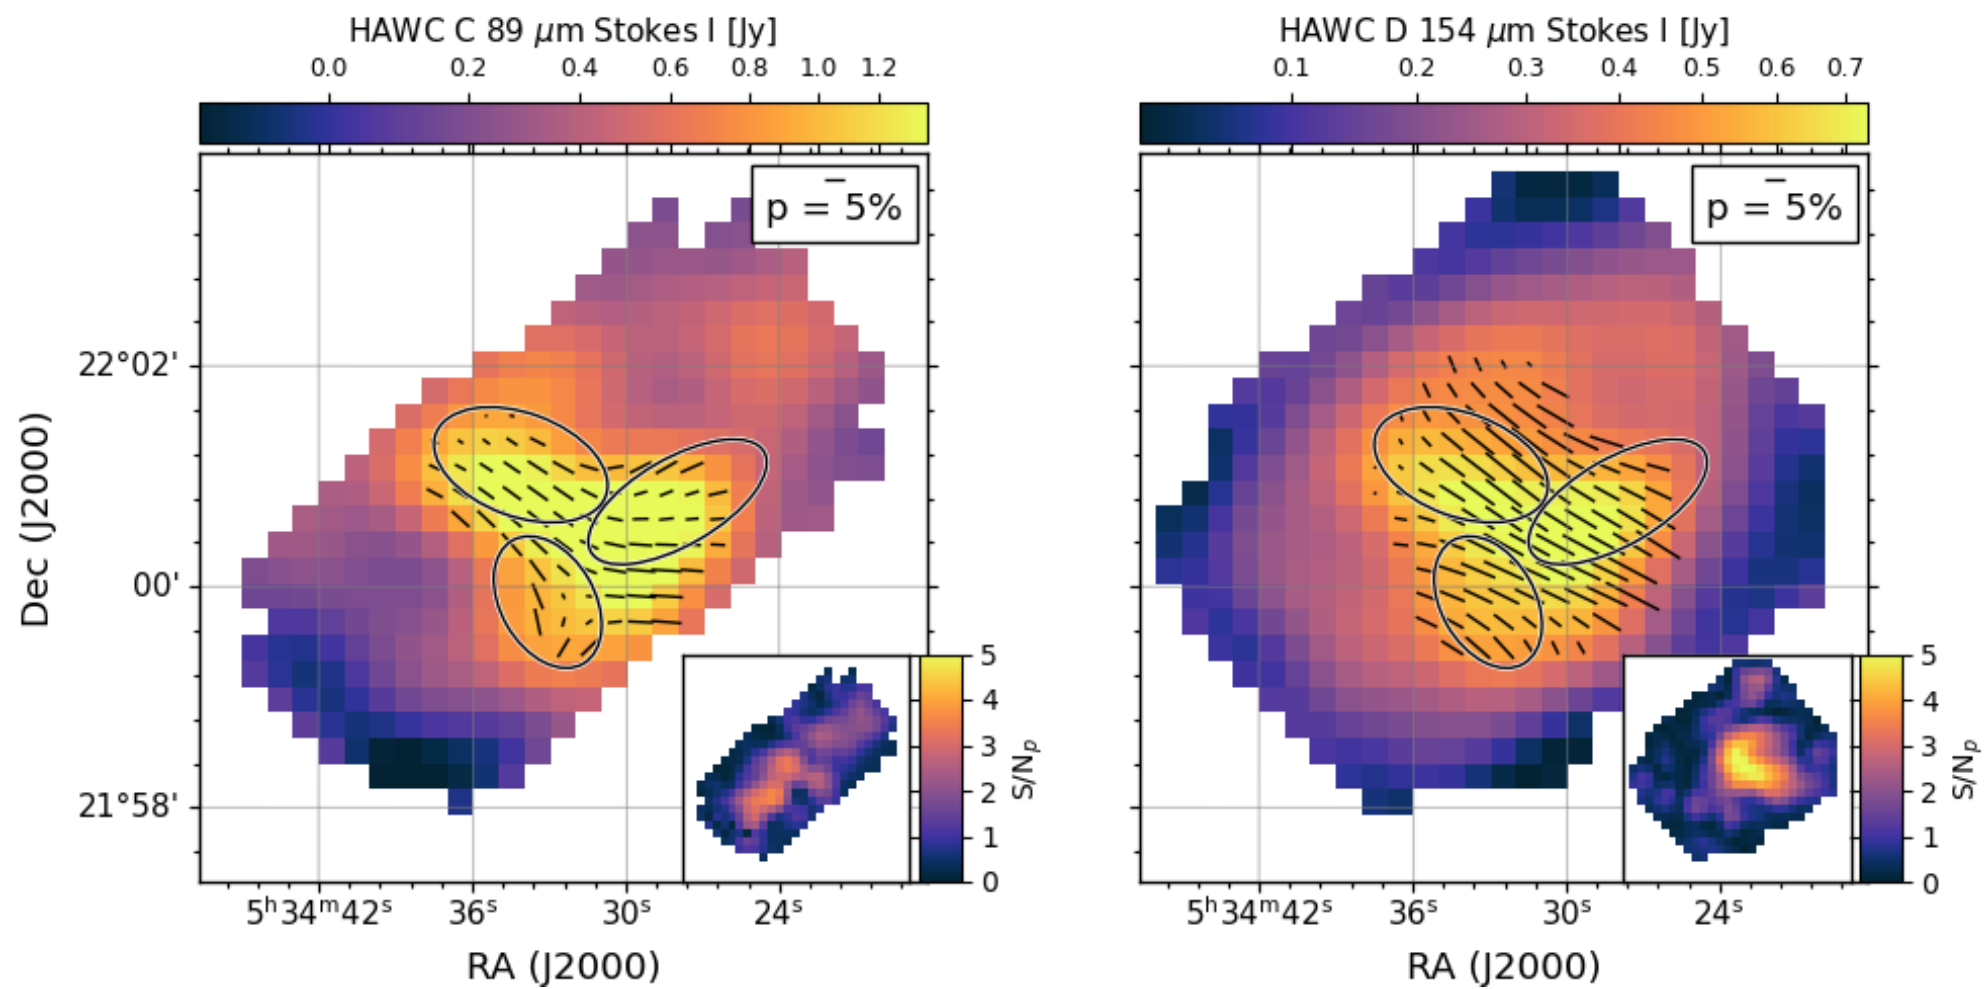 HAWC C 89 μm Stokes I [Jy]
0.0 0.2 0.4 0.6 0.8 1.0 1.2
p = 5%
22°02'
00'
21°58'
Dec (J2000)
5ʰ34ᵐ42ˢ 36ˢ 30ˢ 24ˢ
RA (J2000)
5
4
3
2
1
0
S/Nₚ
HAWC D 154 μm Stokes I [Jy]
0.1 0.2 0.3 0.4 0.5 0.6 0.7
p = 5%
5ʰ34ᵐ42ˢ 36ˢ 30ˢ 24ˢ
RA (J2000)
5
4
3
2
1
0
S/Nₚ